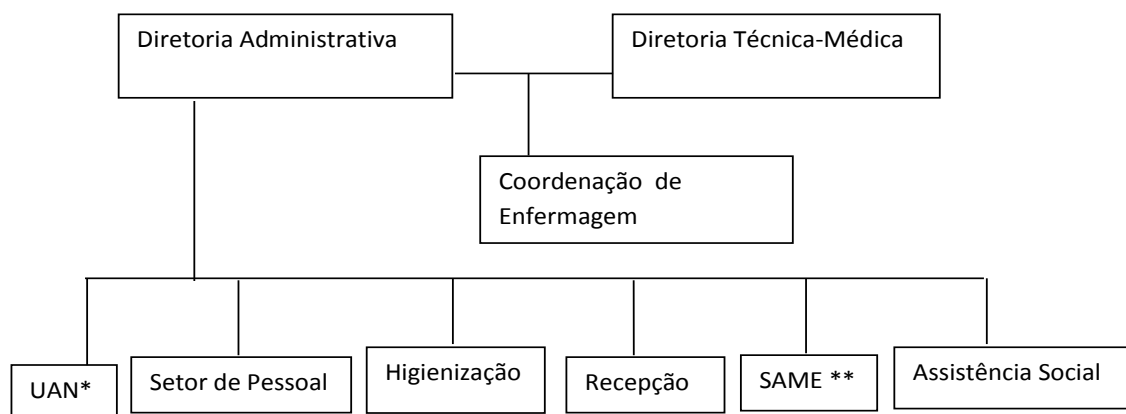 Diretoria Administrativa
Diretoria Técnica-Médica
Coordenação de
Enfermagem
UAN*
Setor de Pessoal
Higienização
Recepção
SAME **
Assistência Social